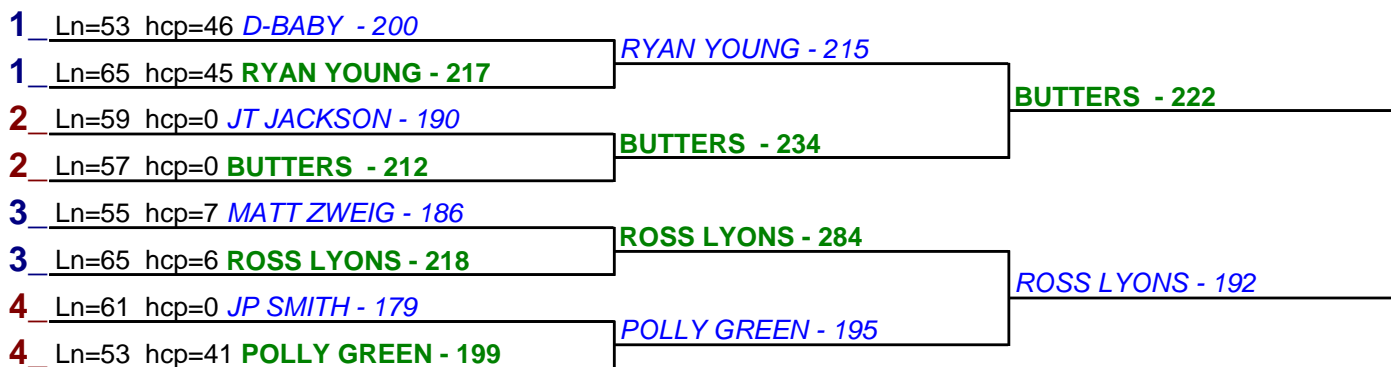 1_ Ln=53 hcp=46 D-BABY - 200
RYAN YOUNG - 215
1_ Ln=65 hcp=45 RYAN YOUNG - 217
BUTTERS - 222
2_ Ln=59 hcp=0 JT JACKSON - 190
BUTTERS - 234
2_ Ln=57 hcp=0 BUTTERS - 212
3_ Ln=55 hcp=7 MATT ZWEIG - 186
ROSS LYONS - 284
3_ Ln=65 hcp=6 ROSS LYONS - 218
ROSS LYONS - 192
4_ Ln=61 hcp=0 JP SMITH - 179
POLLY GREEN - 195
4_ Ln=53 hcp=41 POLLY GREEN - 199